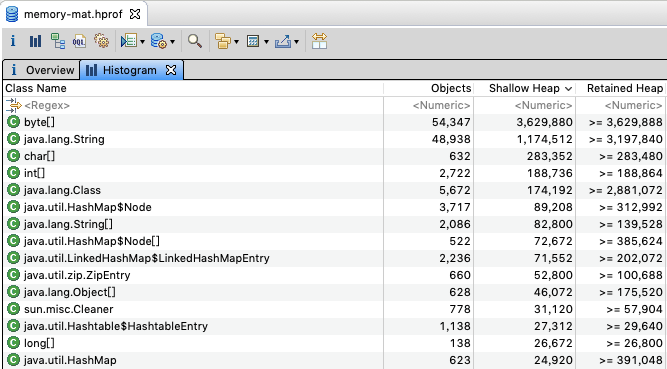 memory-mat.hprof
i OQL
i Overview Histogram
Class Name Objects Shallow Heap Retained Heap
<Regex> <Numeric> <Numeric> <Numeric>
byte[] 54,347 3,629,880 >= 3,629,888
java.lang.String 48,938 1,174,512 >= 3,197,840
char[] 632 283,352 >= 283,480
int[] 2,722 188,736 >= 188,864
java.lang.Class 5,672 174,192 >= 2,881,072
java.util.HashMap$Node 3,717 89,208 >= 312,992
java.lang.String[] 2,086 82,800 >= 139,528
java.util.HashMap$Node[] 522 72,672 >= 385,624
java.util.LinkedHashMap$LinkedHashMapEntry 2,236 71,552 >= 202,072
java.util.zip.ZipEntry 660 52,800 >= 100,688
java.lang.Object[] 628 46,072 >= 175,520
sun.misc.Cleaner 778 31,120 >= 57,904
java.util.Hashtable$HashtableEntry 1,138 27,312 >= 29,640
long[] 138 26,672 >= 26,800
java.util.HashMap 623 24,920 >= 391,048